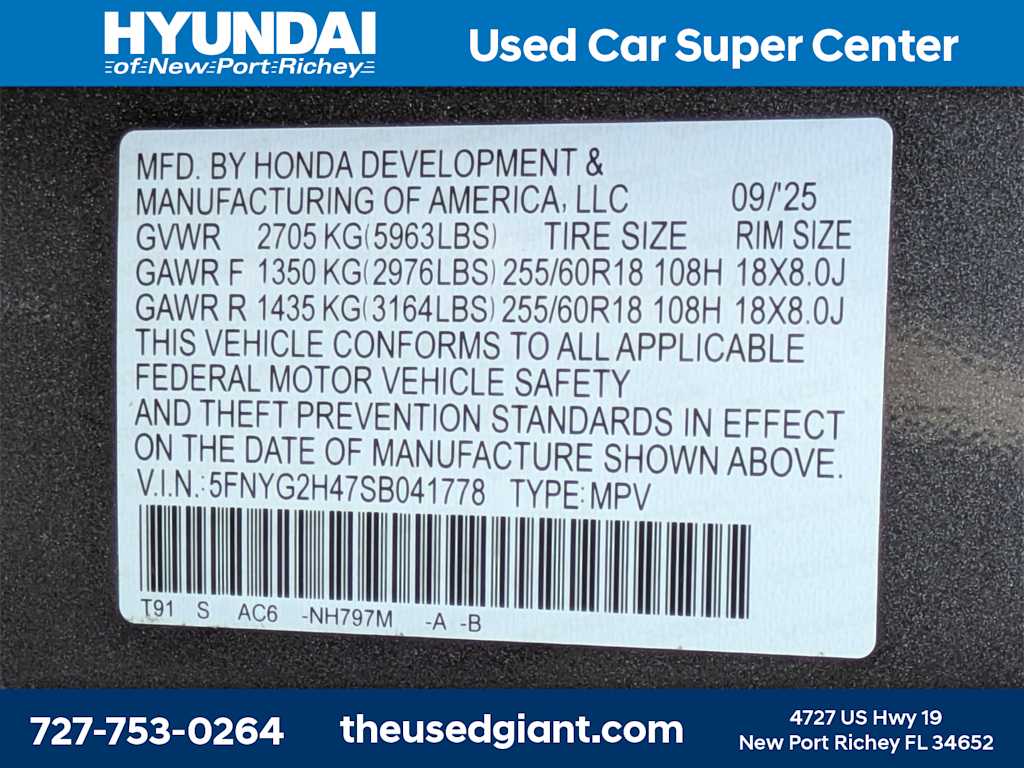 HYUNDAI
of New Port Richey
Used Car Super Center
MFD. BY HONDA DEVELOPMENT &
MANUFACTURING OF AMERICA, LLC 09/'25
GVWR 2705 KG(5963LBS) TIRE SIZE RIM SIZE
GAWR F 1350 KG(2976LBS) 255/60R18 108H 18X8.0J
GAWR R 1435 KG(3164LBS) 255/60R18 108H 18X8.0J
THIS VEHICLE CONFORMS TO ALL APPLICABLE
FEDERAL MOTOR VEHICLE SAFETY
AND THEFT PREVENTION STANDARDS IN EFFECT
ON THE DATE OF MANUFACTURE SHOWN ABOVE.
V.I.N.: 5FNYG2H47SB041778 TYPE: MPV
T91 S AC6 -NH797M -A -B
727-753-0264
theusedgiant.com
4727 US Hwy 19
New Port Richey FL 34652